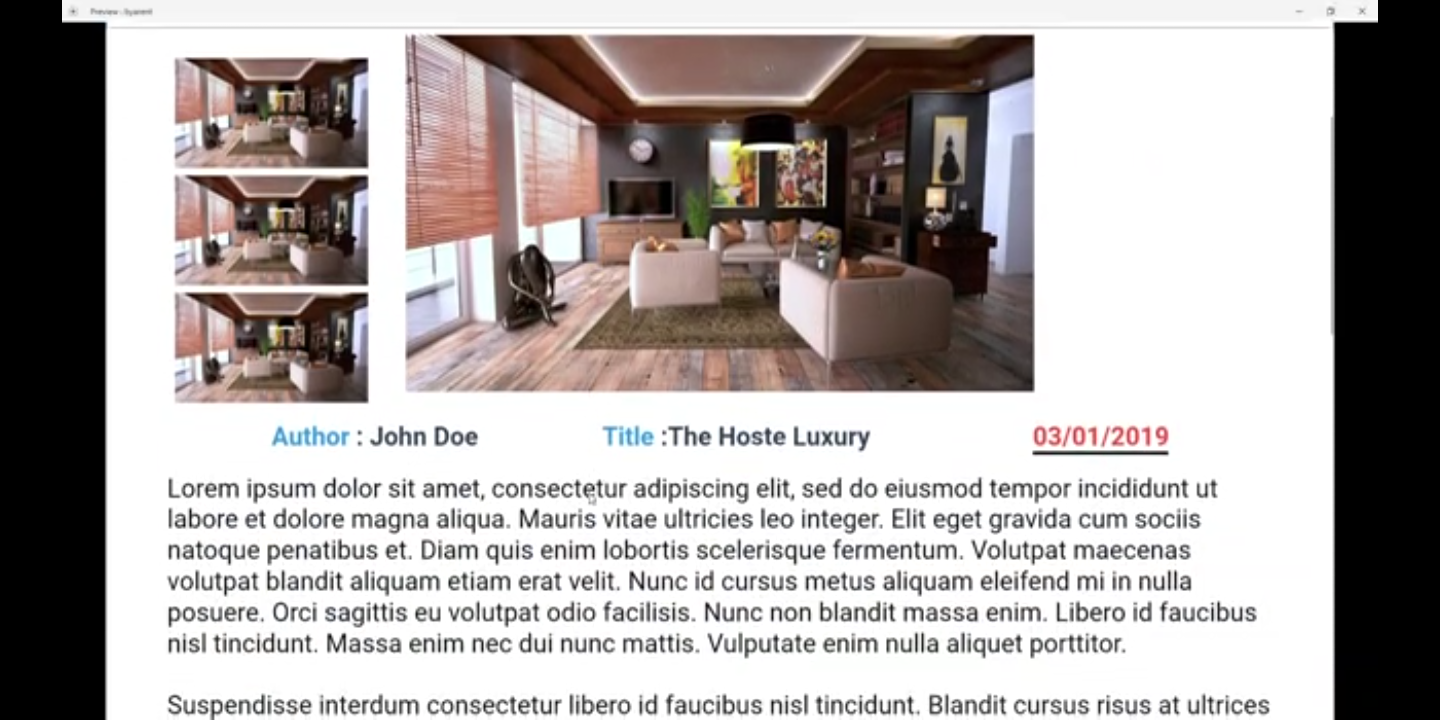 Preview - byarent
Author : John Doe
Title :The Hoste Luxury
03/01/2019
Lorem ipsum dolor sit amet, consectetur adipiscing elit, sed do eiusmod tempor incididunt ut
labore et dolore magna aliqua. Mauris vitae ultricies leo integer. Elit eget gravida cum sociis
natoque penatibus et. Diam quis enim lobortis scelerisque fermentum. Volutpat maecenas
volutpat blandit aliquam etiam erat velit. Nunc id cursus metus aliquam eleifend mi in nulla
posuere. Orci sagittis eu volutpat odio facilisis. Nunc non blandit massa enim. Libero id faucibus
nisl tincidunt. Massa enim nec dui nunc mattis. Vulputate enim nulla aliquet porttitor.
Suspendisse interdum consectetur libero id faucibus nisl tincidunt. Blandit cursus risus at ultrices